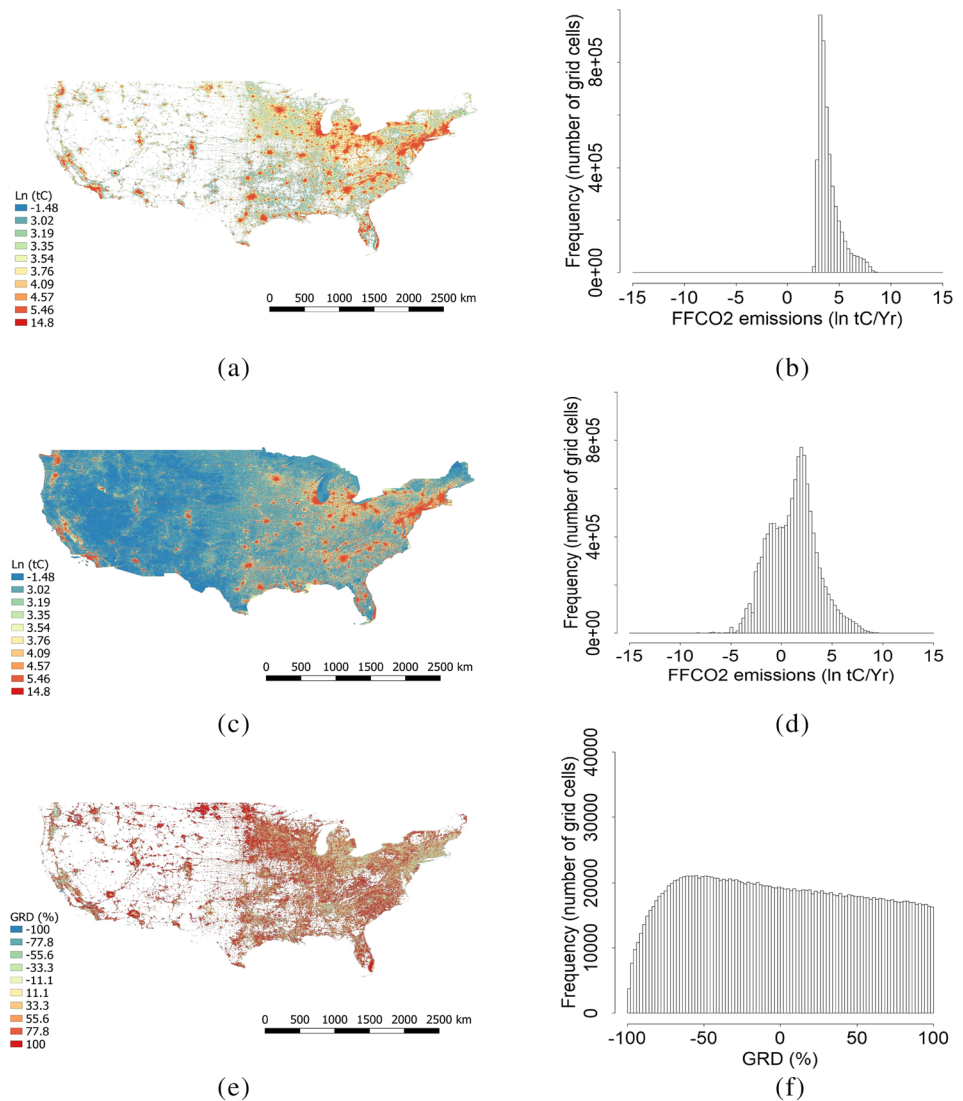 Ln (tC)
-1.48
3.02
3.19
3.35
3.54
3.76
4.09
4.57
5.46
14.8
0 500 1000 1500 2000 2500 km
(a)
Frequency (number of grid cells)
0e+00 4e+05 8e+05
-15 -10 -5 0 5 10 15
FFCO2 emissions (ln tC/Yr)
(b)
Ln (tC)
-1.48
3.02
3.19
3.35
3.54
3.76
4.09
4.57
5.46
14.8
0 500 1000 1500 2000 2500 km
(c)
Frequency (number of grid cells)
0e+00 4e+05 8e+05
-15 -10 -5 0 5 10 15
FFCO2 emissions (ln tC/Yr)
(d)
GRD (%)
-100
-77.8
-55.6
-33.3
-11.1
11.1
33.3
55.6
77.8
100
0 500 1000 1500 2000 2500 km
(e)
Frequency (number of grid cells)
0 10000 20000 30000 40000
-100 -50 0 50 100
GRD (%)
(f)